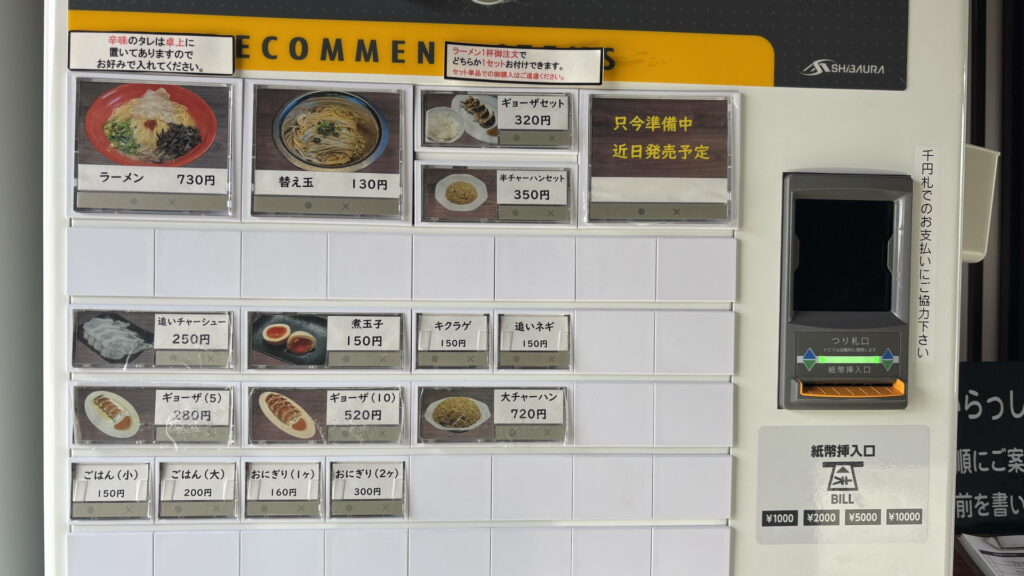 辛味のタレは卓上に
置いてありますので
お好みで入れてください。
ECOMMEN
S
ラーメン1杯御注文で
どちらか1セットお付けできます。
セット単品での御購入はご遠慮ください。
SHIBAURA
ラーメン 730円
替え玉 130円
ギョーザセット
320円
半チャーハンセット
350円
只今準備中
近日発売予定
千円札でのお支払いにご協力下さい
追いチャーシュー
250円
煮玉子
150円
キクラゲ
150円
追いネギ
150円
つり札口
紙幣挿入口
ギョーザ(5)
280円
ギョーザ(10)
520円
大チャーハン
720円
ごはん(小)
150円
ごはん(大)
200円
おにぎり(1ヶ)
160円
おにぎり(2ヶ)
300円
紙幣挿入口
BILL
¥1000 ¥2000 ¥5000 ¥10000
らっし
順にご案
前を書い